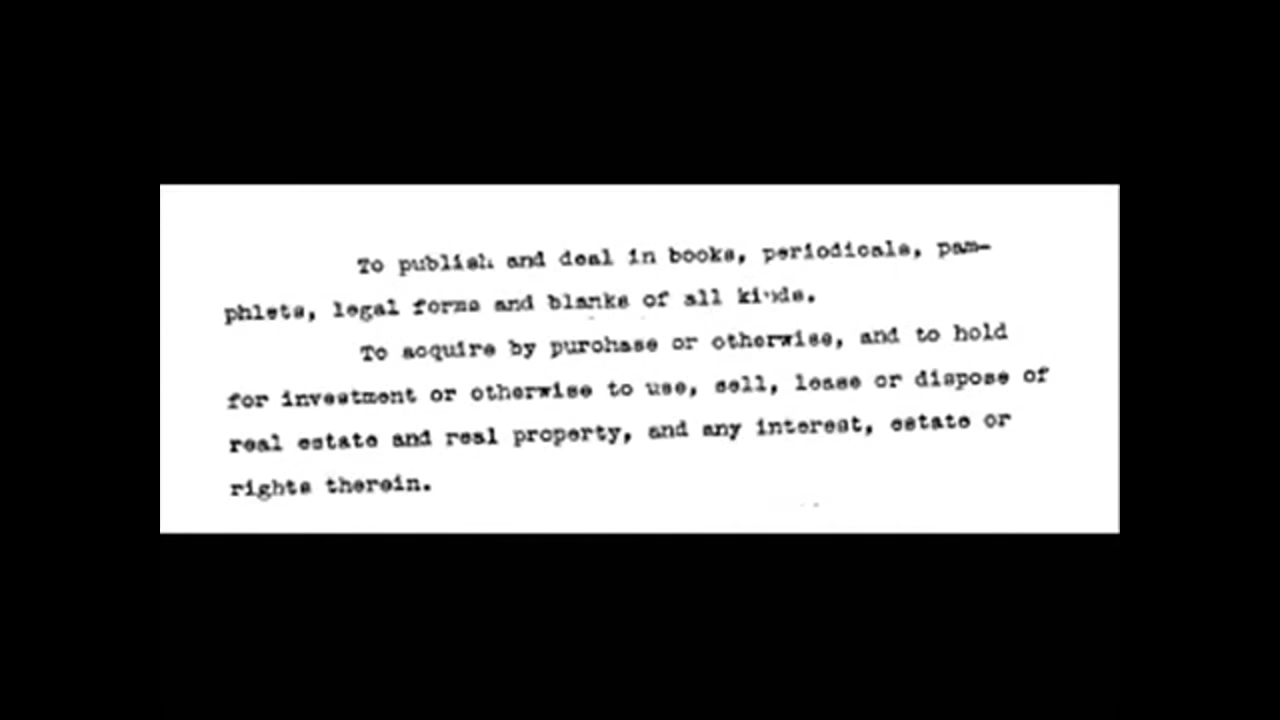 To publish and deal in books, periodicals, pam-
phlets, legal forms and blanks of all kinds.
To acquire by purchase or otherwise, and to hold
for investment or otherwise to use, sell, lease or dispose of
real estate and real property, and any interest, estate or
rights therein.